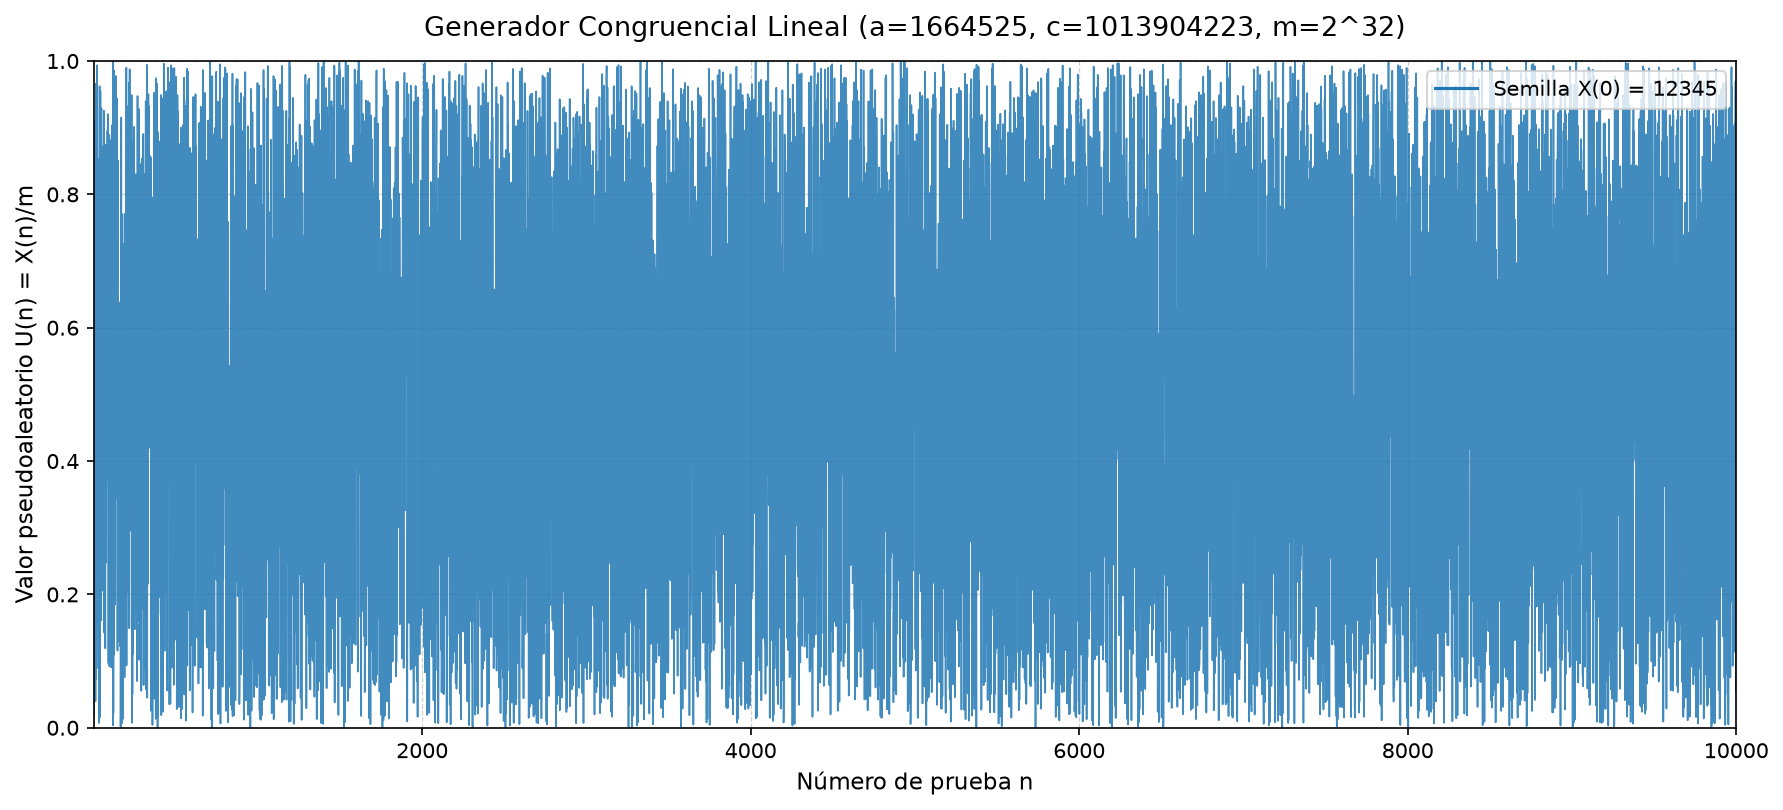 Generador Congruencial Lineal (a=1664525, c=1013904223, m=2^32)
Semilla X(0) = 12345
Valor pseudoaleatorio U(n) = X(n)/m
1.0
0.8
0.6
0.4
0.2
0.0
2000
4000
6000
8000
10000
Número de prueba n